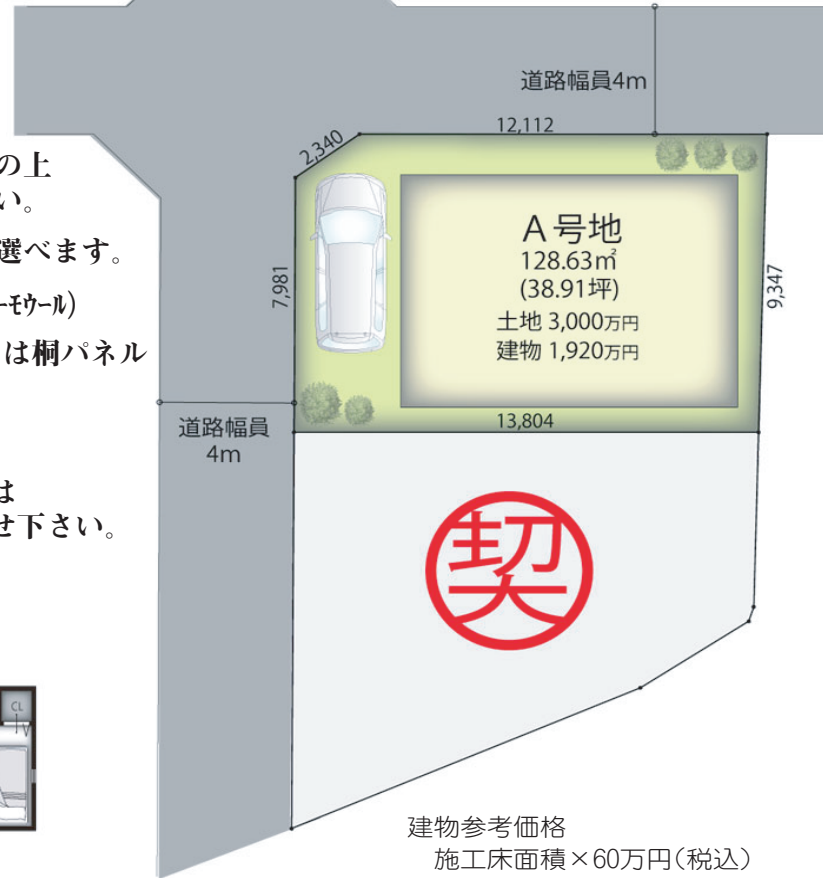 道路幅員4m
12,112
2,340
の上
い。
選べます。
ーモウール)
は桐パネル
は
せ下さい。
7,981
A号地
128.63㎡
(38.91坪)
土地 3,000万円
建物 1,920万円
9,347
13,804
道路幅員
4m
契
CL
建物参考価格
施工床面積×60万円(税込)